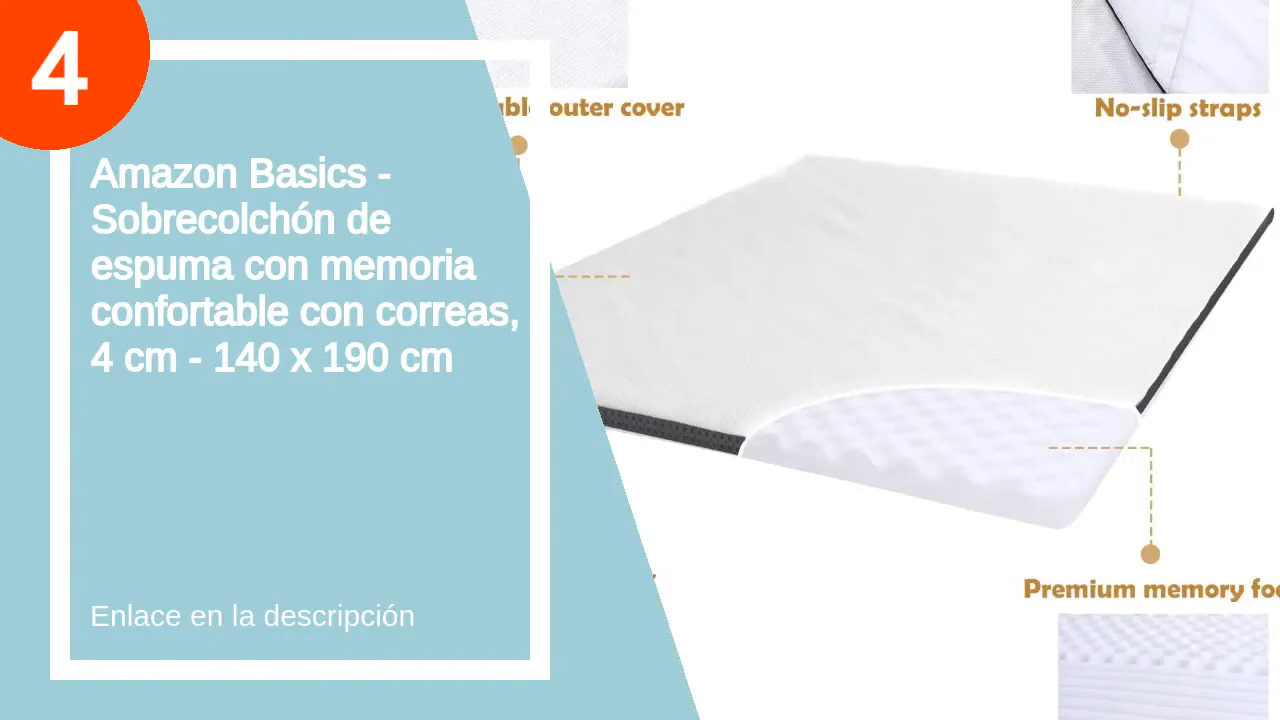 4
outer cover
No-slip straps
Amazon Basics -
Sobrecolchón de
espuma con memoria
confortable con correas,
4 cm - 140 x 190 cm
Premium memory
Enlace en la descripción